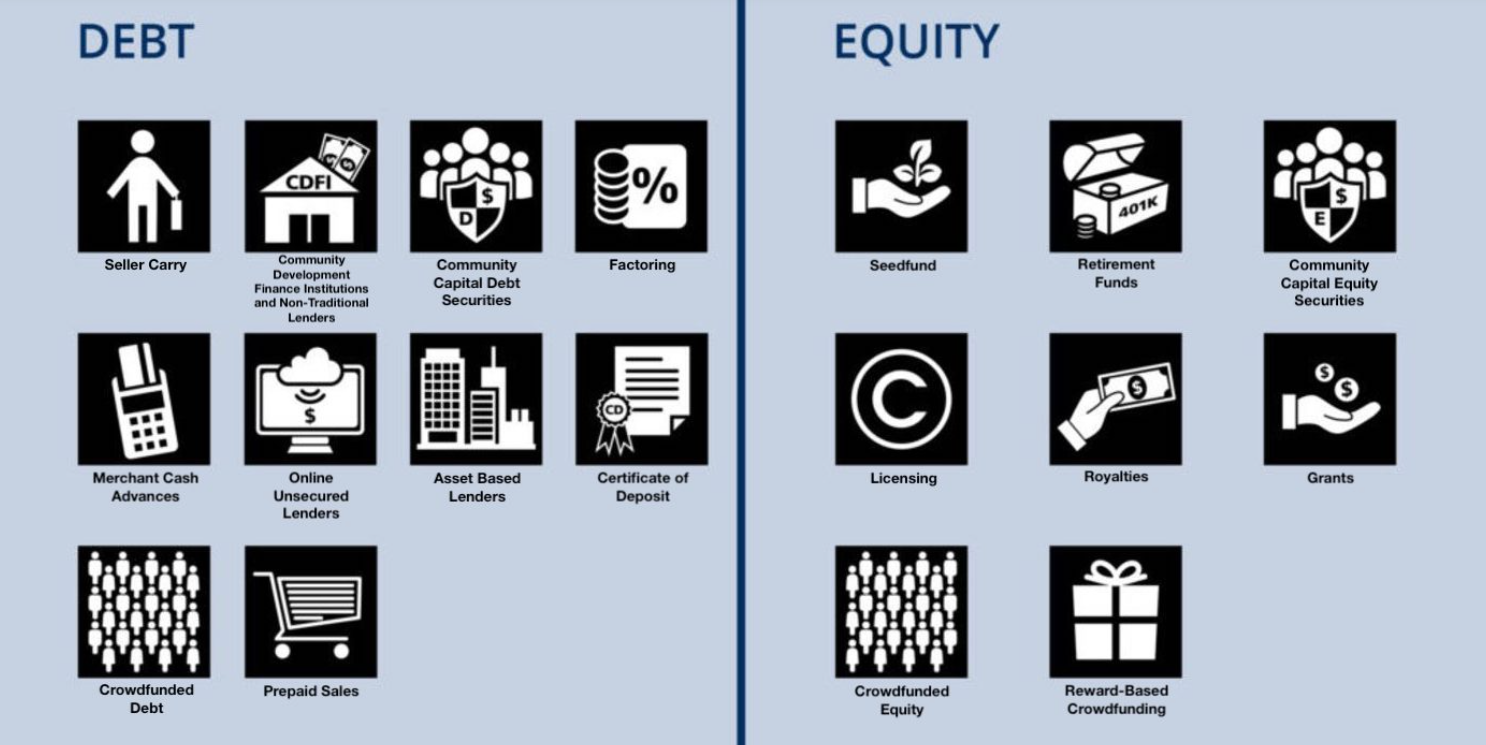 DEBT
CDFI
D $
%
Seller Carry
Community
Development
Finance Institutions
and Non-Traditional
Lenders
Community
Capital Debt
Securities
Factoring
$
CD
Merchant Cash
Advances
Online
Unsecured
Lenders
Asset Based
Lenders
Certificate of
Deposit
Crowdfunded
Debt
Prepaid Sales
EQUITY
401K
$
E
Seedfund
Retirement
Funds
Community
Capital Equity
Securities
C
$
$ $
Licensing
Royalties
Grants
Crowdfunded
Equity
Reward-Based
Crowdfunding